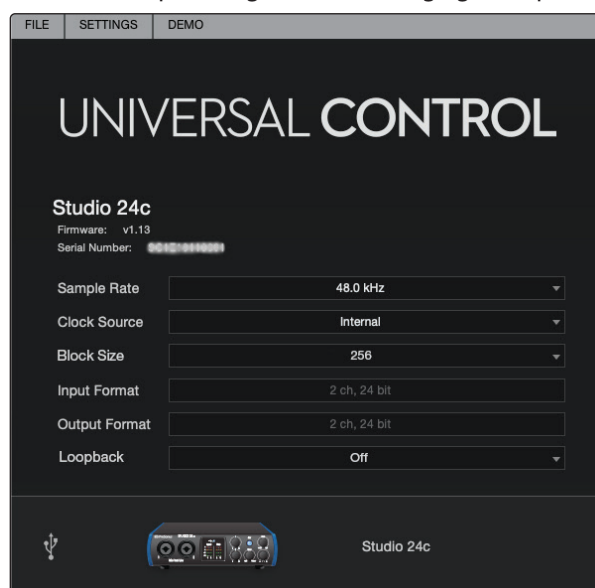 FILE SETTINGS DEMO
UNIVERSAL CONTROL
Studio 24c
Firmware: v1.13
Serial Number:
Sample Rate 48.0 kHz
Clock Source Internal
Block Size 256
Input Format 2 ch, 24 bit
Output Format 2 ch, 24 bit
Loopback Off
Studio 24c